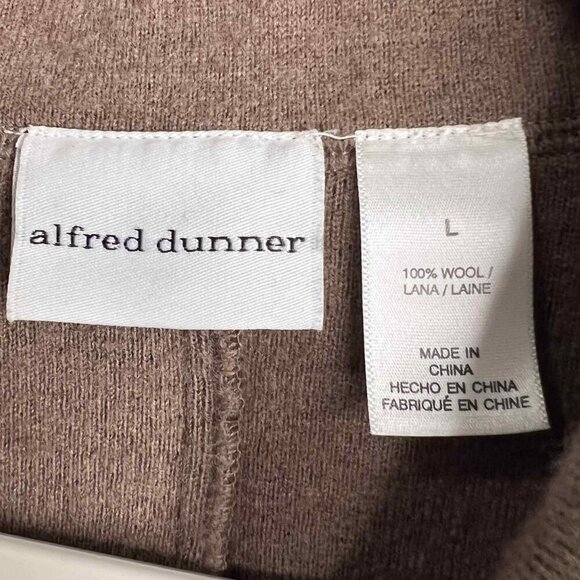 alfred dunner
L
100% WOOL /
LANA / LAINE
MADE IN
CHINA
HECHO EN CHINA
FABRIQUÉ EN CHINE